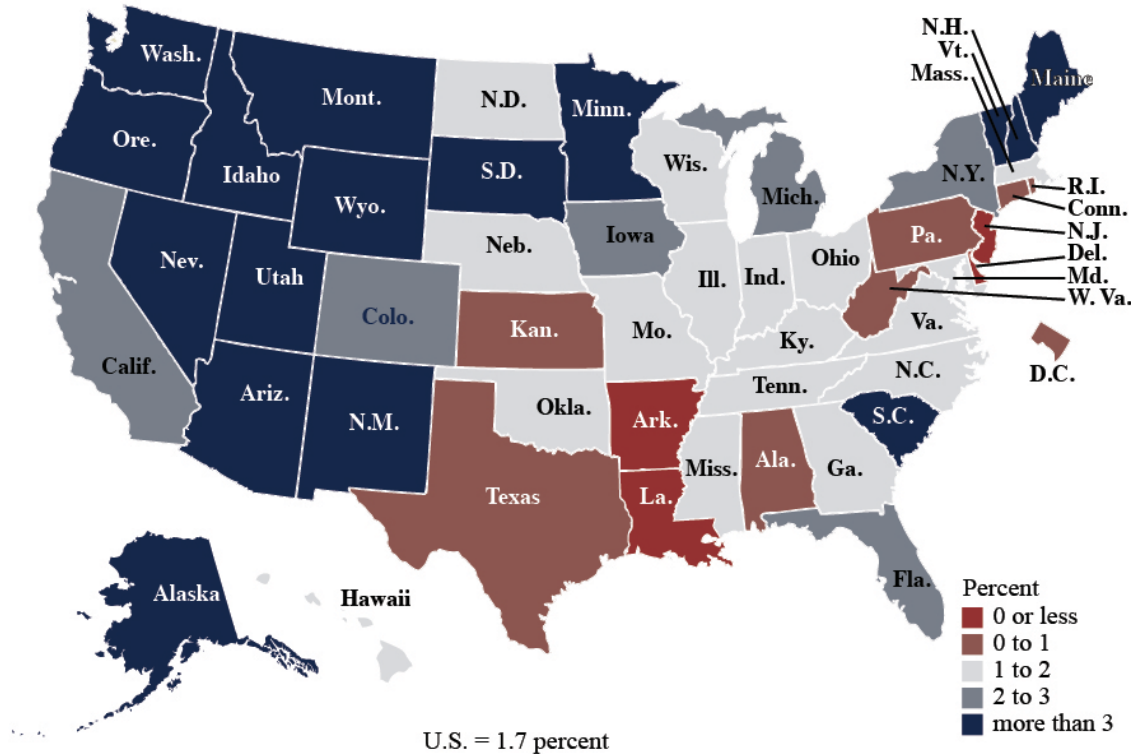 N.H.
Vt.
Mass.
Wash.
Mont.
N.D.
Minn.
Maine
Ore.
Idaho
S.D.
Wis.
Mich.
N.Y.
Wyo.
R.I.
Conn.
N.J.
Del.
Md.
W. Va.
Nev.
Utah
Colo.
Neb.
Iowa
Ill.
Ind.
Ohio
Pa.
Calif.
Kan.
Mo.
Ky.
Va.
D.C.
Ariz.
N.M.
Okla.
Ark.
Tenn.
N.C.
S.C.
Texas
La.
Miss.
Ala.
Ga.
Fla.
Alaska
Hawaii
Percent
0 or less
0 to 1
1 to 2
2 to 3
more than 3
U.S. = 1.7 percent